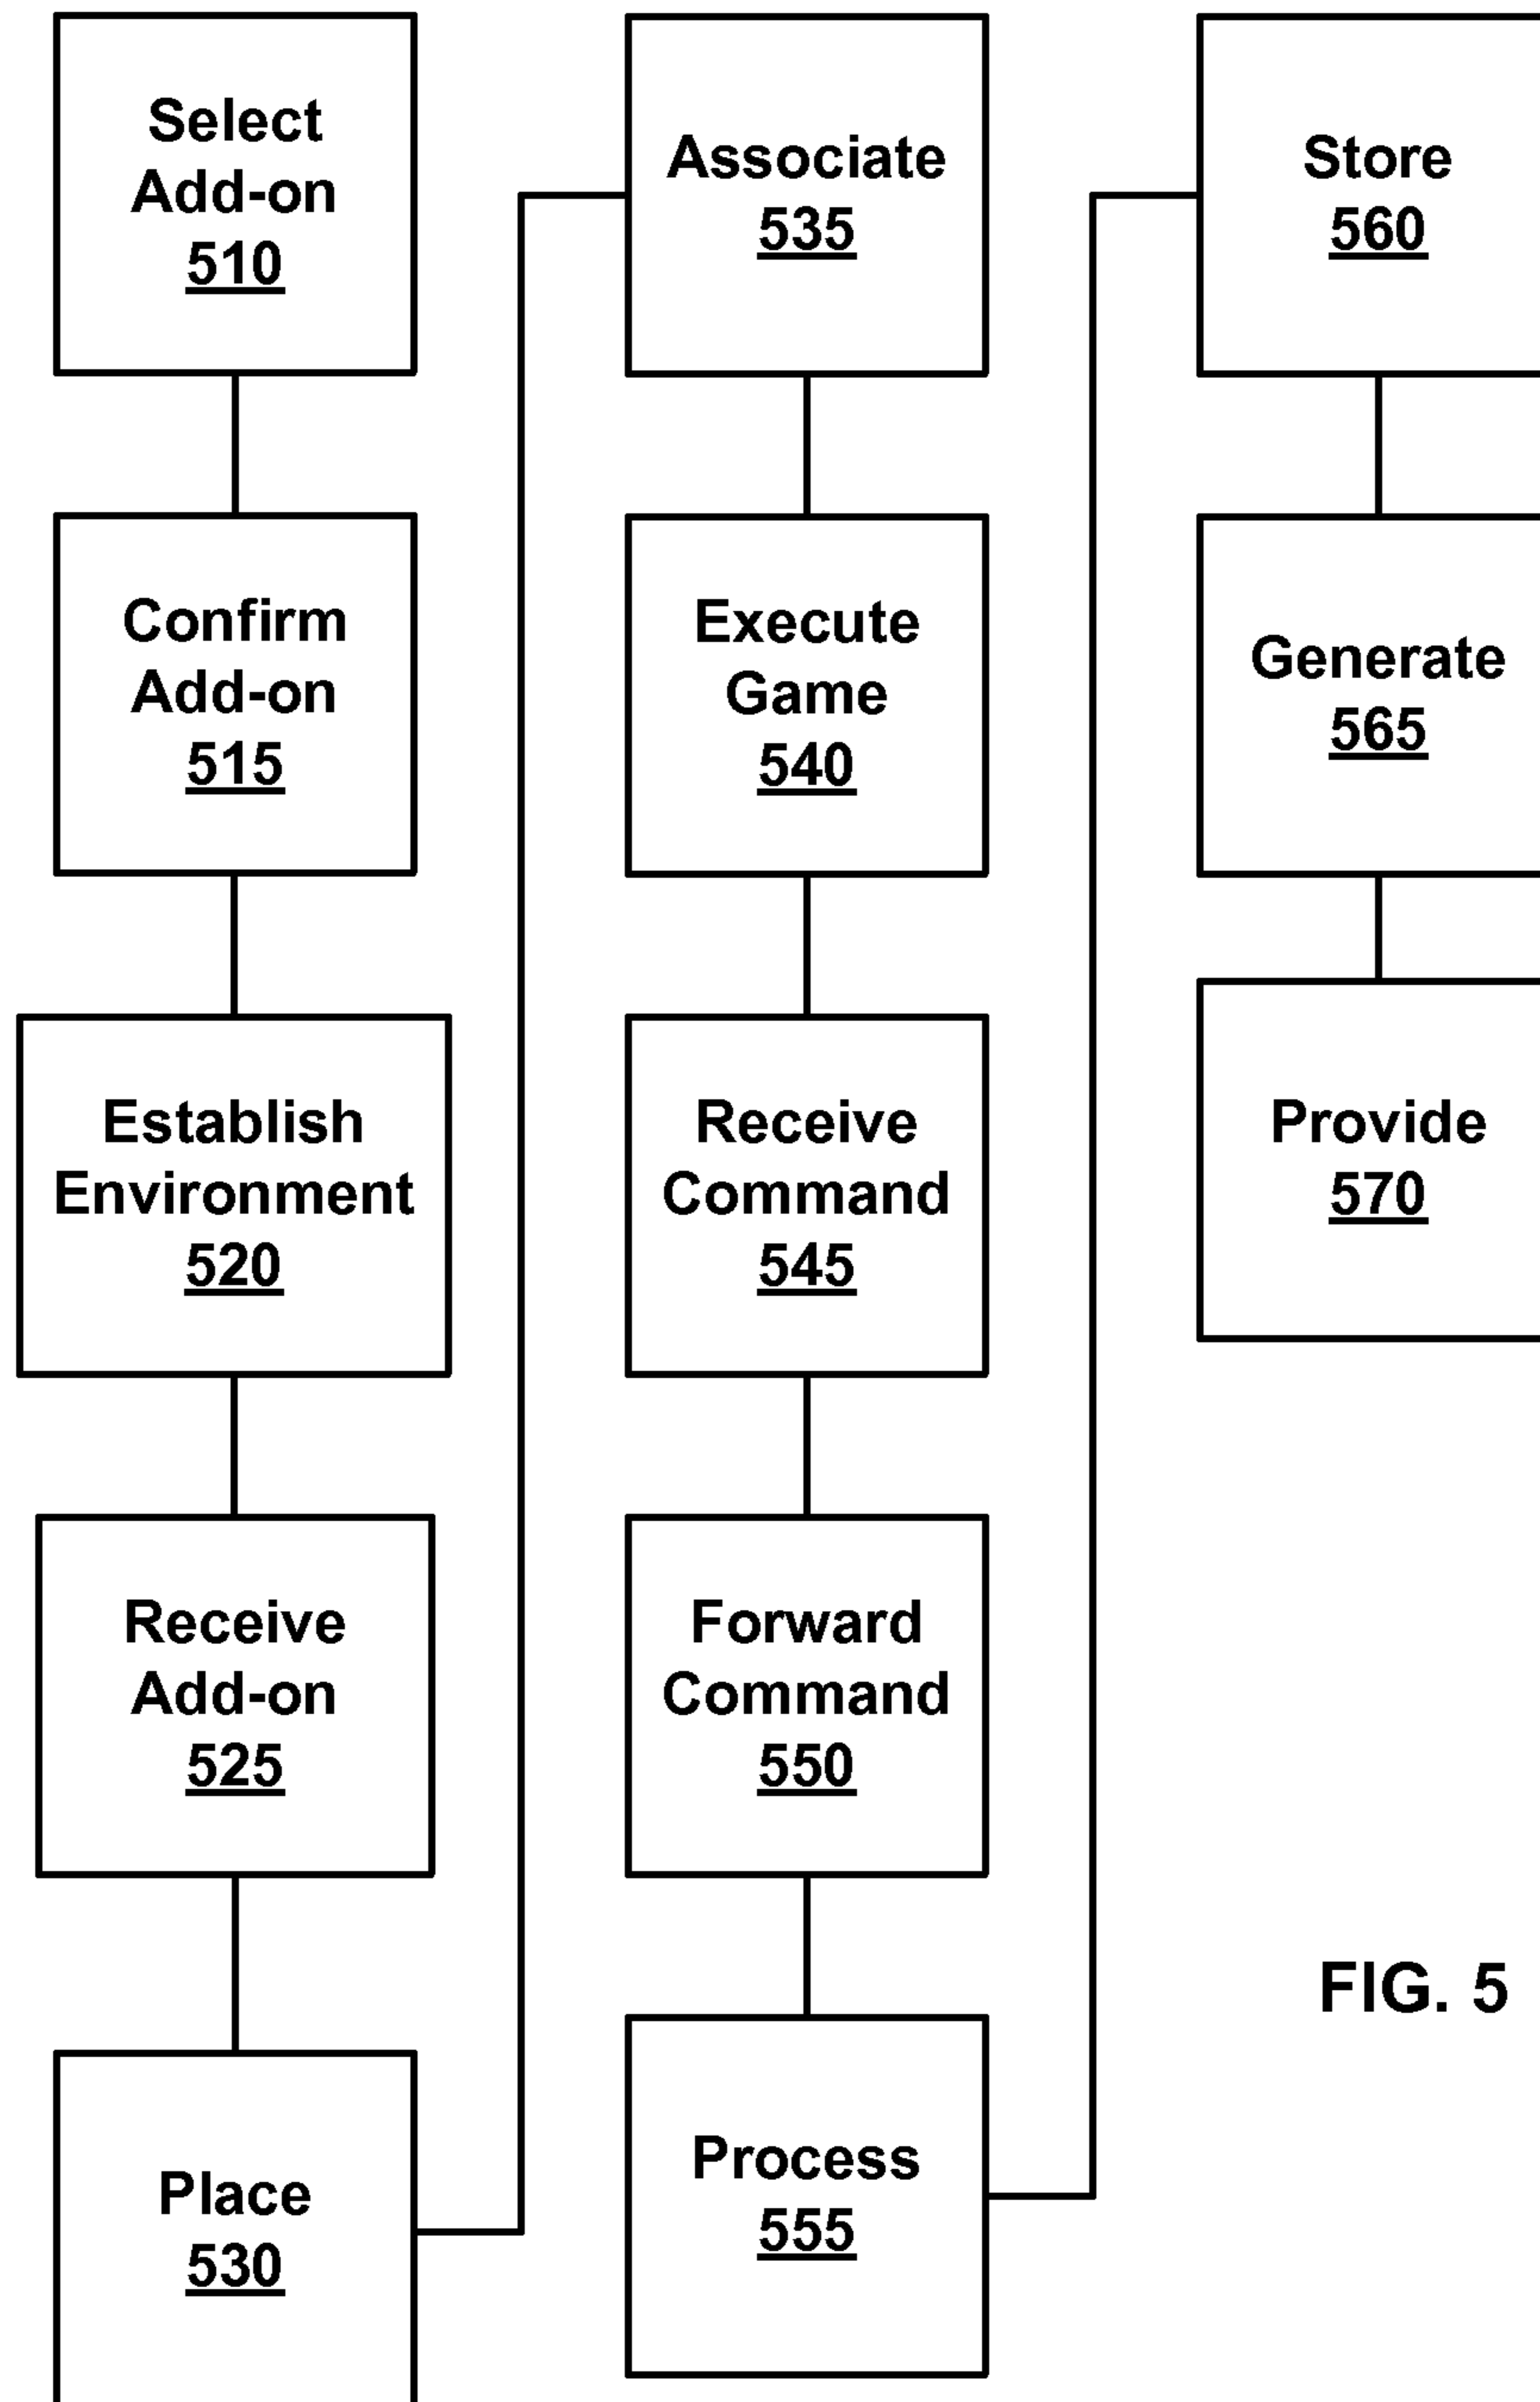 Select
Add-on
510
Confirm
Add-on
515
Establish
Environment
520
Receive
Add-on
525
Place
530
Associate
535
Execute
Game
540
Receive
Command
545
Forward
Command
550
Process
555
Store
560
Generate
565
Provide
570
FIG. 5